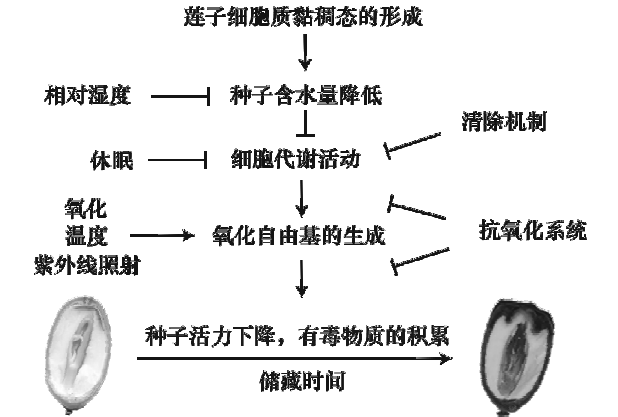 莲子细胞质黏稠态的形成
相对湿度
种子含水量降低
清除机制
休眠
细胞代谢活动
氧化
温度
紫外线照射
氧化自由基的生成
抗氧化系统
种子活力下降，有毒物质的积累
储藏时间